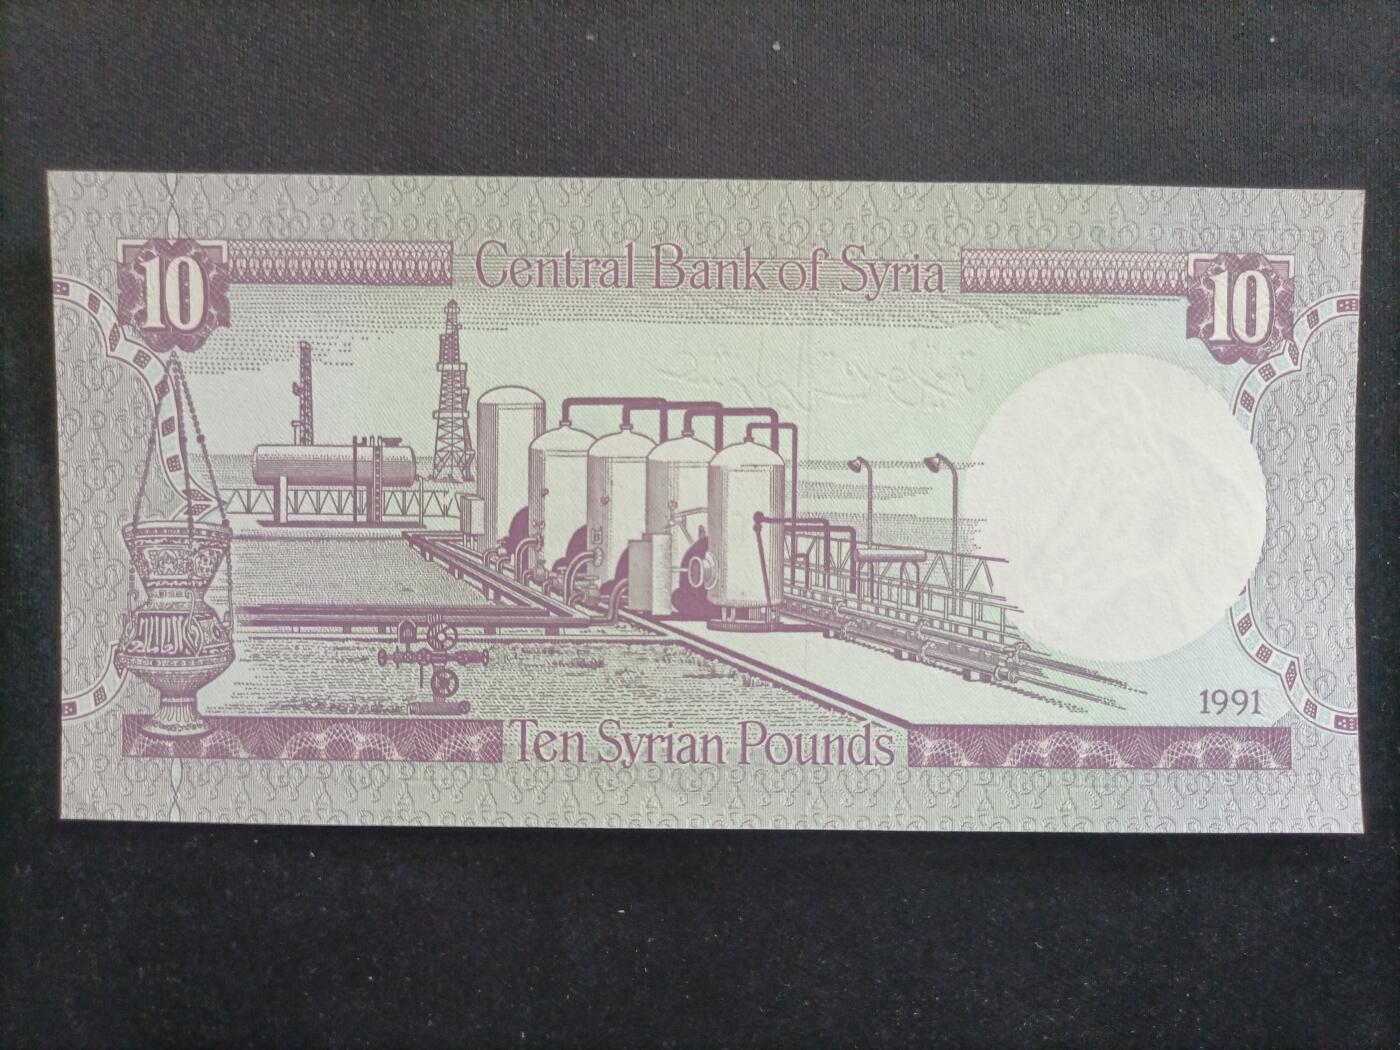 Central Bank of Syria
10
10
1991
Ten Syrian Pounds